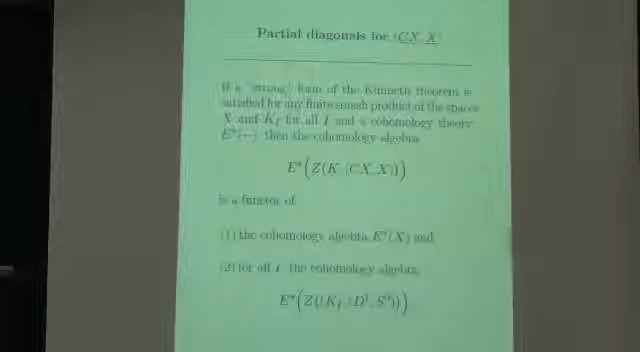 Partial diagonals for (CX, X)
If a "strong" form of the Kunneth theorem is
satisfied for any finite smash product of the spaces
X and K_I for all I and a cohomology theory
E*(−), then the cohomology algebra
E*(Z(K; (CX, X)))
is a functor of
(1) the cohomology algebra E*(X) and
(2) for all I, the cohomology algebra
E*(Z(K_I; (D¹, S⁰)))